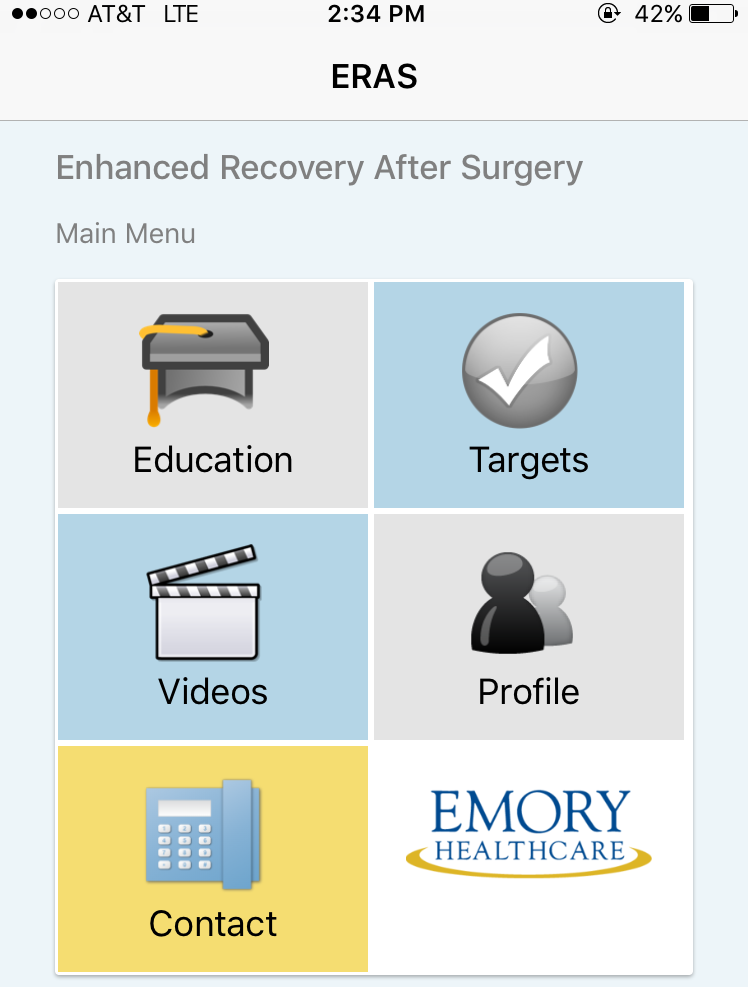 AT&T LTE 2:34 PM 42%
ERAS
Enhanced Recovery After Surgery
Main Menu
Education
Targets
Videos
Profile
Contact
EMORY
HEALTHCARE